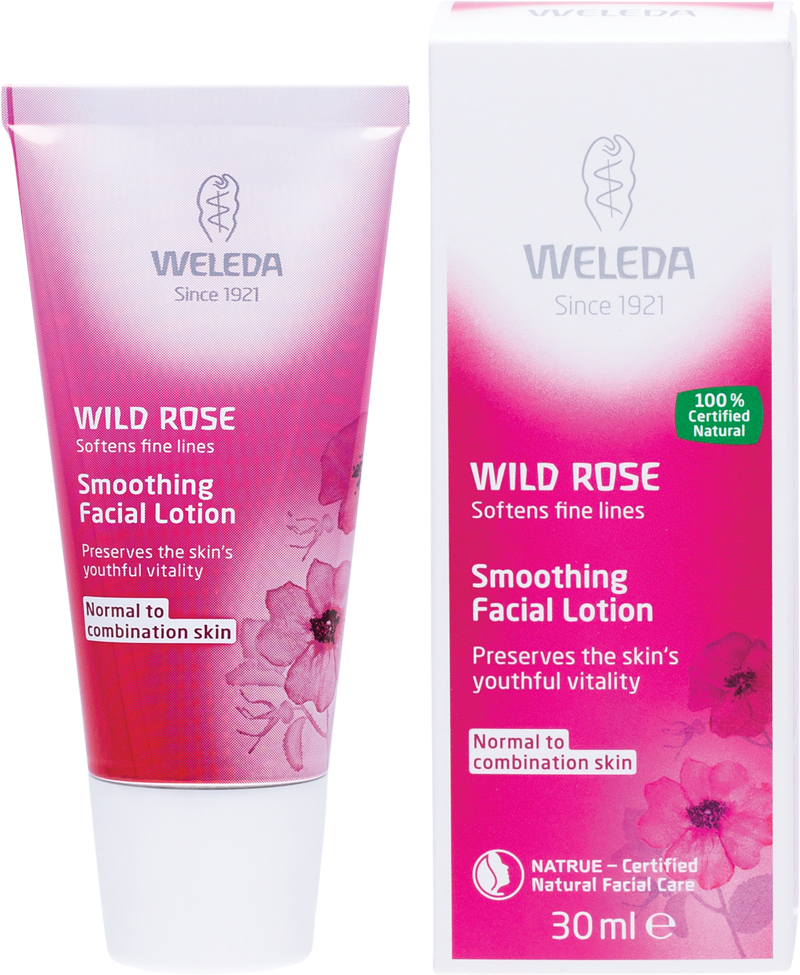 WELEDA
Since 1921
WILD ROSE
Softens fine lines
Smoothing
Facial Lotion
Preserves the skin's
youthful vitality
Normal to
combination skin
WELEDA
WELEDA
Since 1921
100 %
Certified
Natural
WILD ROSE
Softens fine lines
Smoothing
Facial Lotion
Preserves the skin's
youthful vitality
Normal to
combination skin
NATRUE – Certified
Natural Facial Care
30 ml ℮